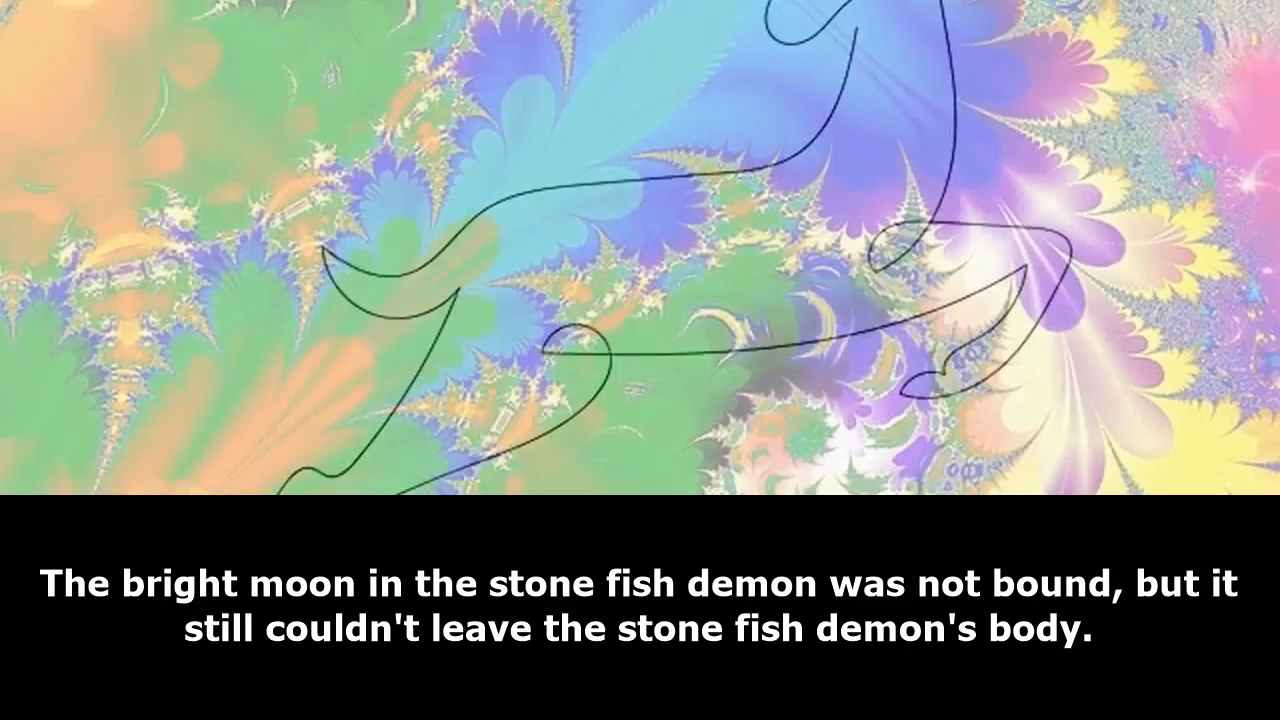 The bright moon in the stone fish demon was not bound, but it
still couldn't leave the stone fish demon's body.